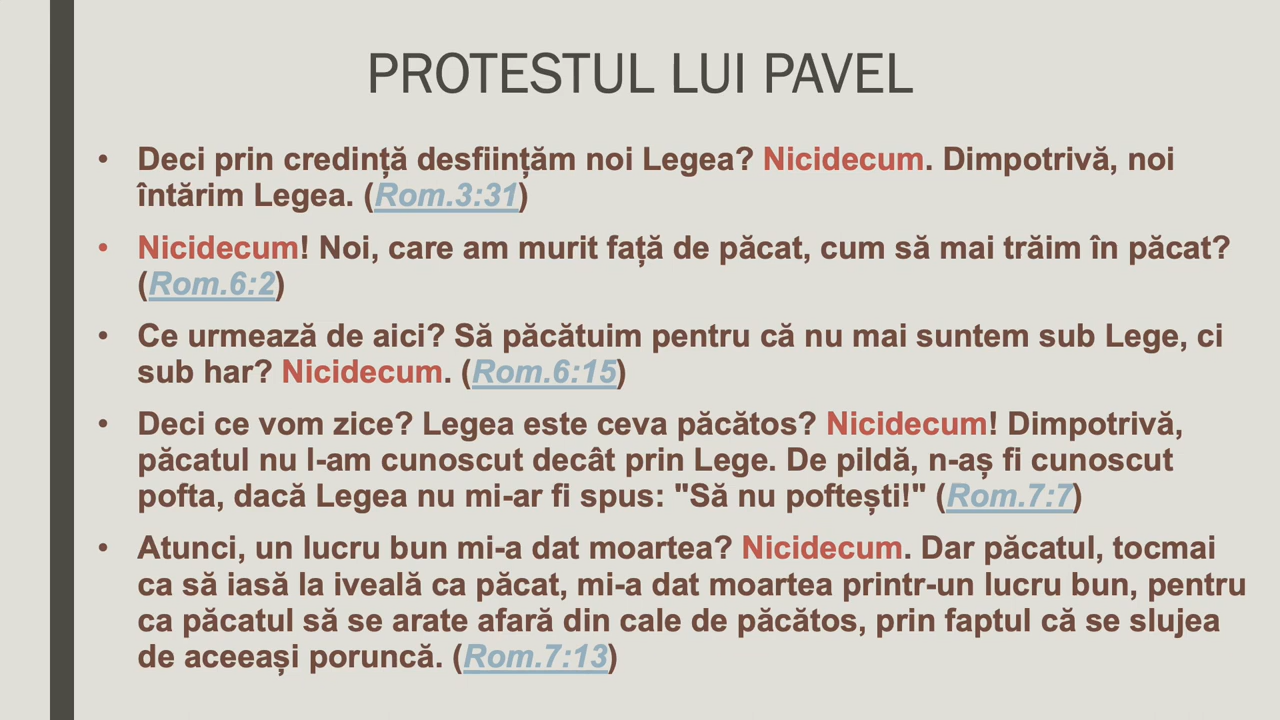 PROTESTUL LUI PAVEL
• Deci prin credință desființăm noi Legea? Nicidecum. Dimpotrivă, noi
întărim Legea. (Rom.3:31)
• Nicidecum! Noi, care am murit față de păcat, cum să mai trăim în păcat?
(Rom.6:2)
• Ce urmează de aici? Să păcătuim pentru că nu mai suntem sub Lege, ci
sub har? Nicidecum. (Rom.6:15)
• Deci ce vom zice? Legea este ceva păcătos? Nicidecum! Dimpotrivă,
păcatul nu l-am cunoscut decât prin Lege. De pildă, n-aș fi cunoscut
pofta, dacă Legea nu mi-ar fi spus: "Să nu poftești!" (Rom.7:7)
• Atunci, un lucru bun mi-a dat moartea? Nicidecum. Dar păcatul, tocmai
ca să iasă la iveală ca păcat, mi-a dat moartea printr-un lucru bun, pentru
ca păcatul să se arate afară din cale de păcătos, prin faptul că se slujea
de aceeași poruncă. (Rom.7:13)